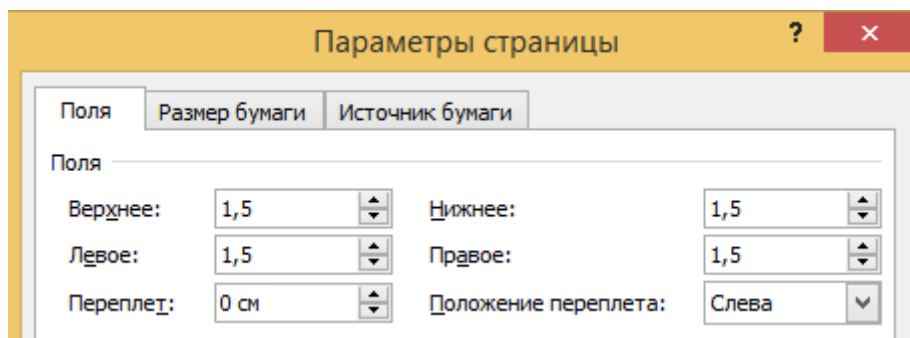 Параметры страницы ? ×
Поля Размер бумаги Источник бумаги
Поля
Верхнее: 1,5 Нижнее: 1,5
Левое: 1,5 Правое: 1,5
Переплет: 0 см Положение переплета: Слева